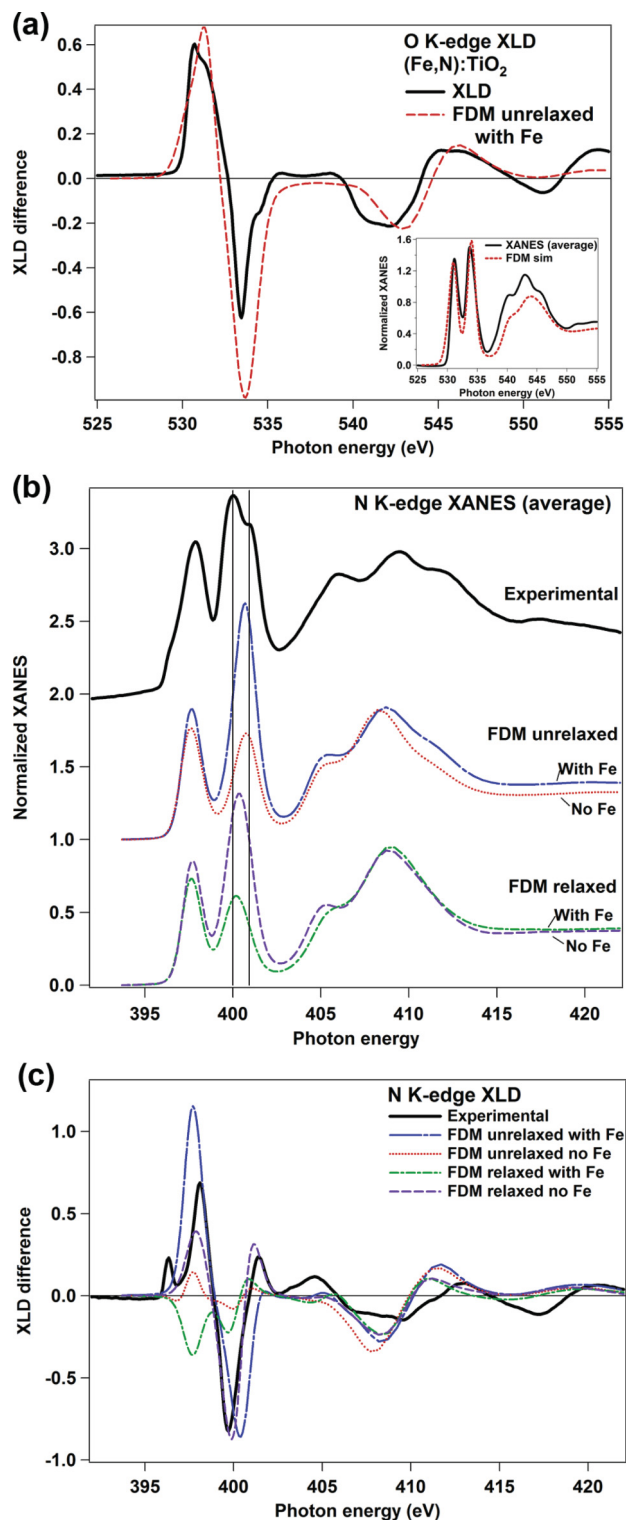 (a)
O K-edge XLD
(Fe,N):TiO2
XLD
FDM unrelaxed
with Fe
XLD difference
0.6
0.4
0.2
0.0
-0.2
-0.4
-0.6
-0.8
Normalized XANES
1.6
1.2
0.8
0.4
0.0
XANES (average)
FDM sim
525 530 535 540 545 550 555
Photon energy (eV)
525 530 535 540 545 550 555
Photon energy (eV)
(b)
N K-edge XANES (average)
Normalized XANES
3.0
2.5
2.0
1.5
1.0
0.5
0.0
Experimental
FDM unrelaxed
With Fe
No Fe
FDM relaxed
With Fe
No Fe
395 400 405 410 415 420
Photon energy
(c)
N K-edge XLD
Experimental
FDM unrelaxed with Fe
FDM unrelaxed no Fe
FDM relaxed with Fe
FDM relaxed no Fe
XLD difference
1.0
0.5
0.0
-0.5
-1.0
395 400 405 410 415 420
Photon energy (eV)